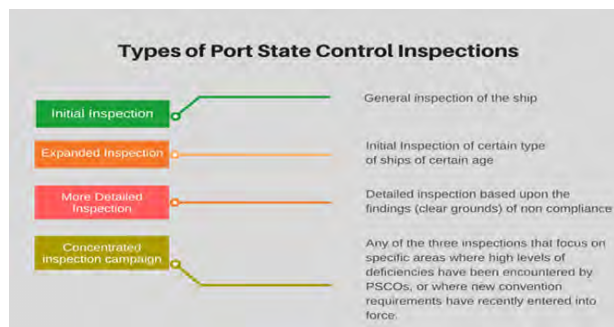 Types of Port State Control Inspections
Initial Inspection
General inspection of the ship
Expanded Inspection
Initial Inspection of certain type
of ships of certain age
More Detailed
Inspection
Detailed inspection based upon the
findings (clear grounds) of non compliance
Concentrated
inspection campaign
Any of the three inspections that focus on
specific areas where high levels of
deficiencies have been encountered by
PSCOs, or where new convention
requirements have recently entered into
force.